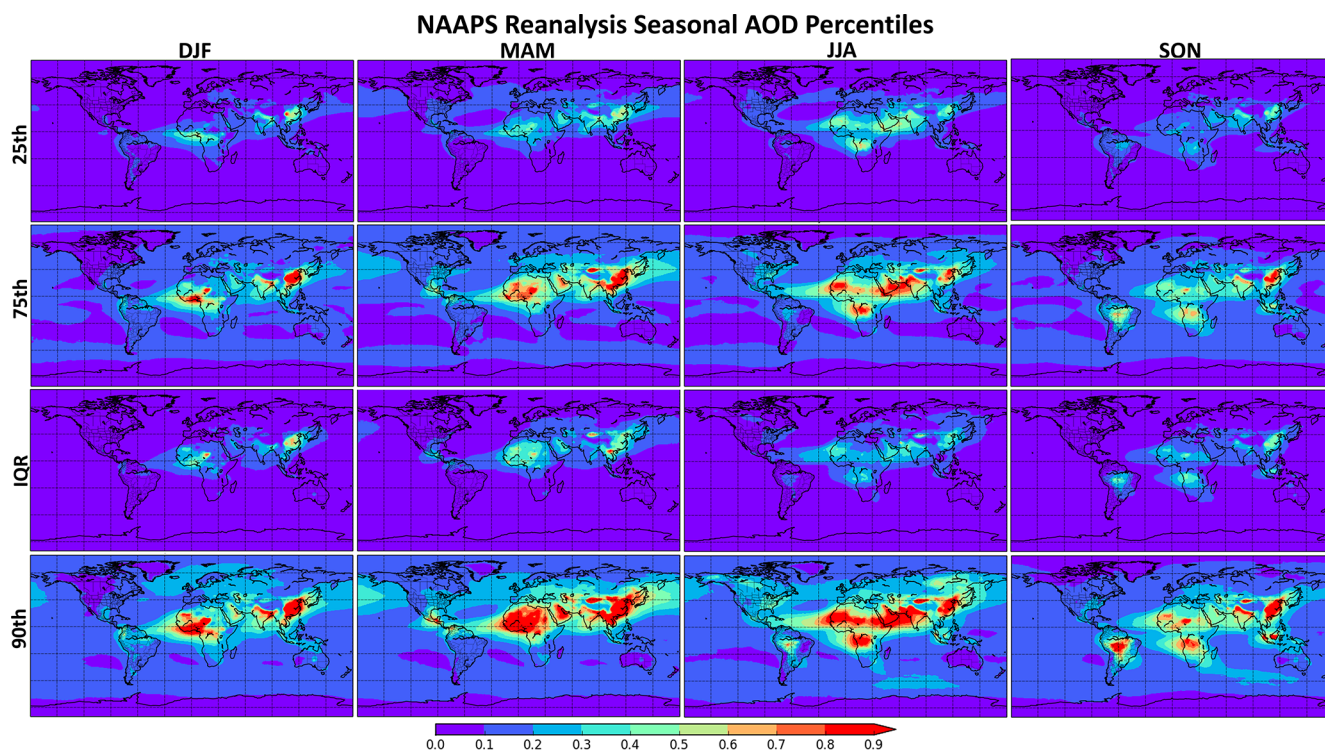 NAAPS Reanalysis Seasonal AOD Percentiles
DJF MAM JJA SON
25th
75th
IQR
90th
0.0 0.1 0.2 0.3 0.4 0.5 0.6 0.7 0.8 0.9